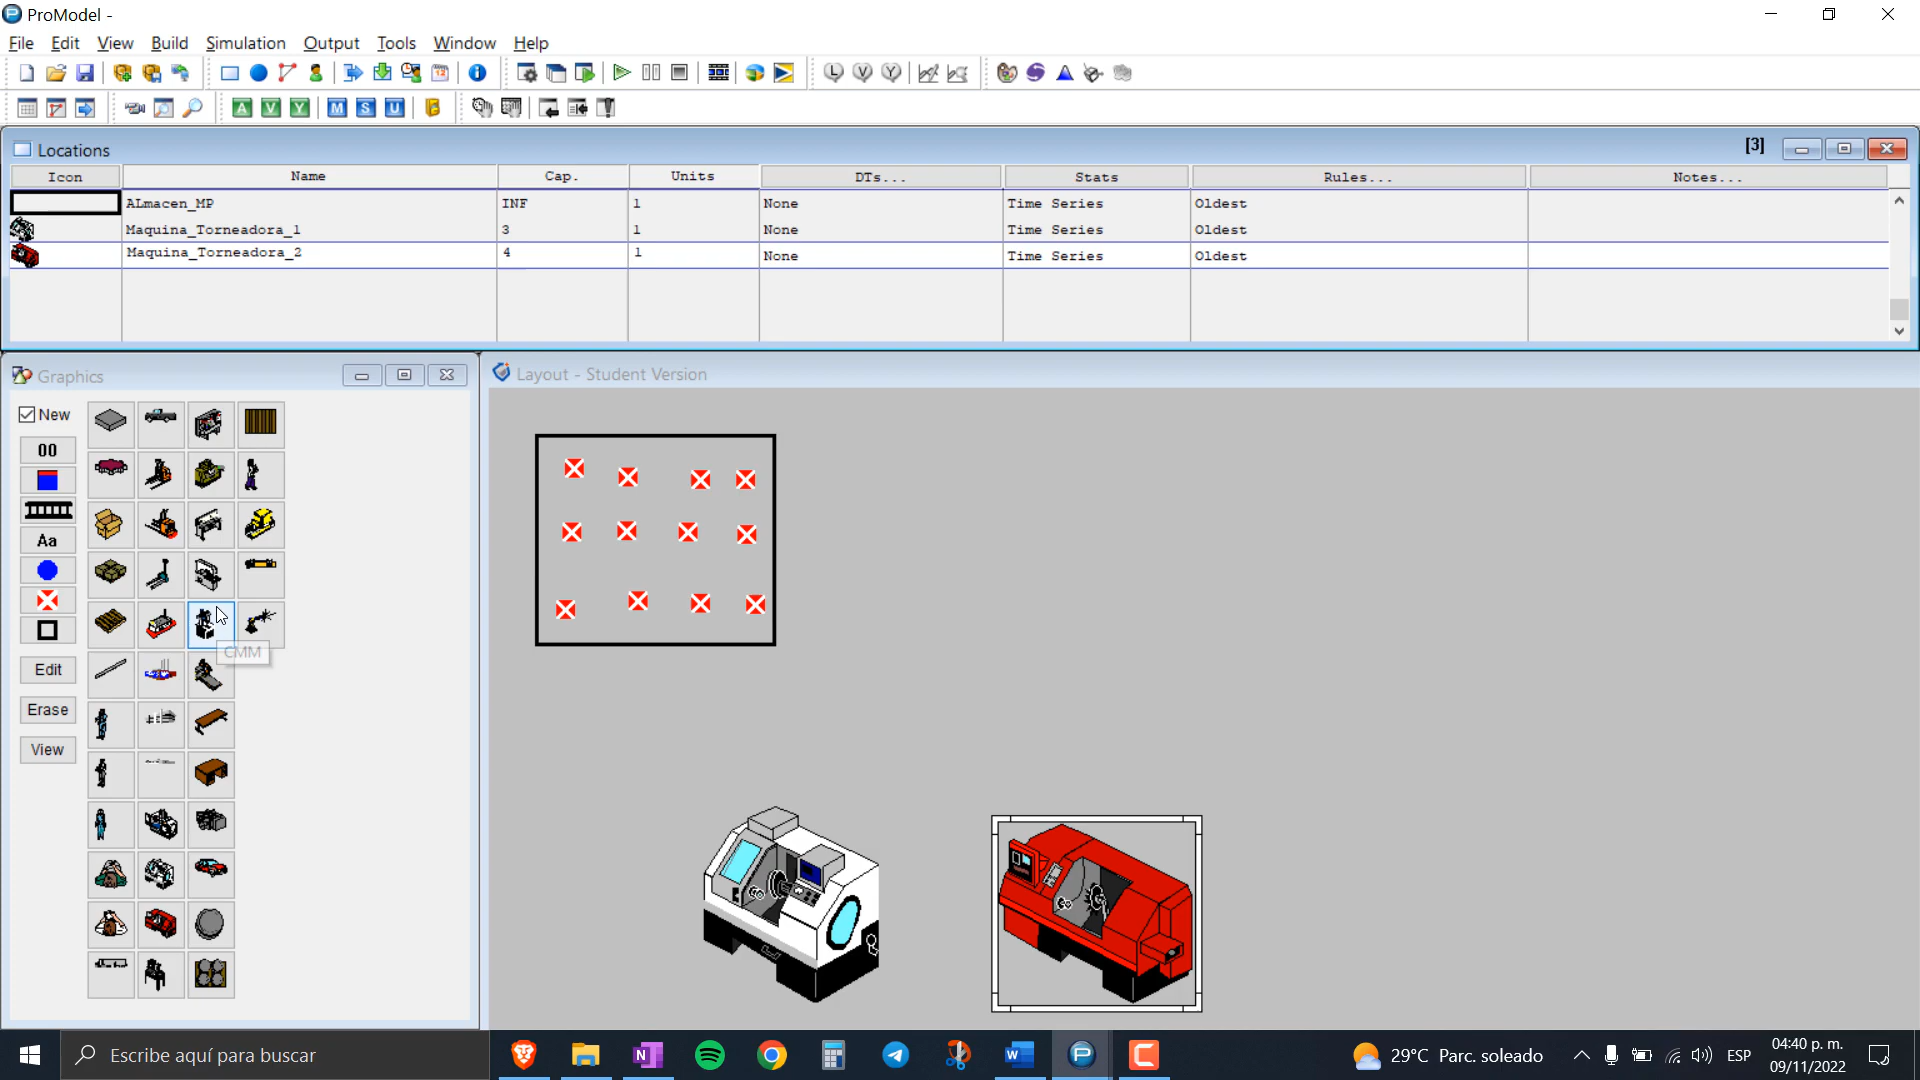 ProModel -
File Edit View Build Simulation Output Tools Window Help
L V Y
A V Y M S U
Locations [3]
Icon Name Cap. Units DTs... Stats Rules... Notes...
ALmacen_MP INF 1 None Time Series Oldest
Maquina_Torneadora_1 3 1 None Time Series Oldest
Maquina_Torneadora_2 4 1 None Time Series Oldest
Graphics
Layout - Student Version
New
00
Aa
CMM
Edit
Erase
View
Escribe aquí para buscar
29°C Parc. soleado
ESP
04:40 p. m.
09/11/2022